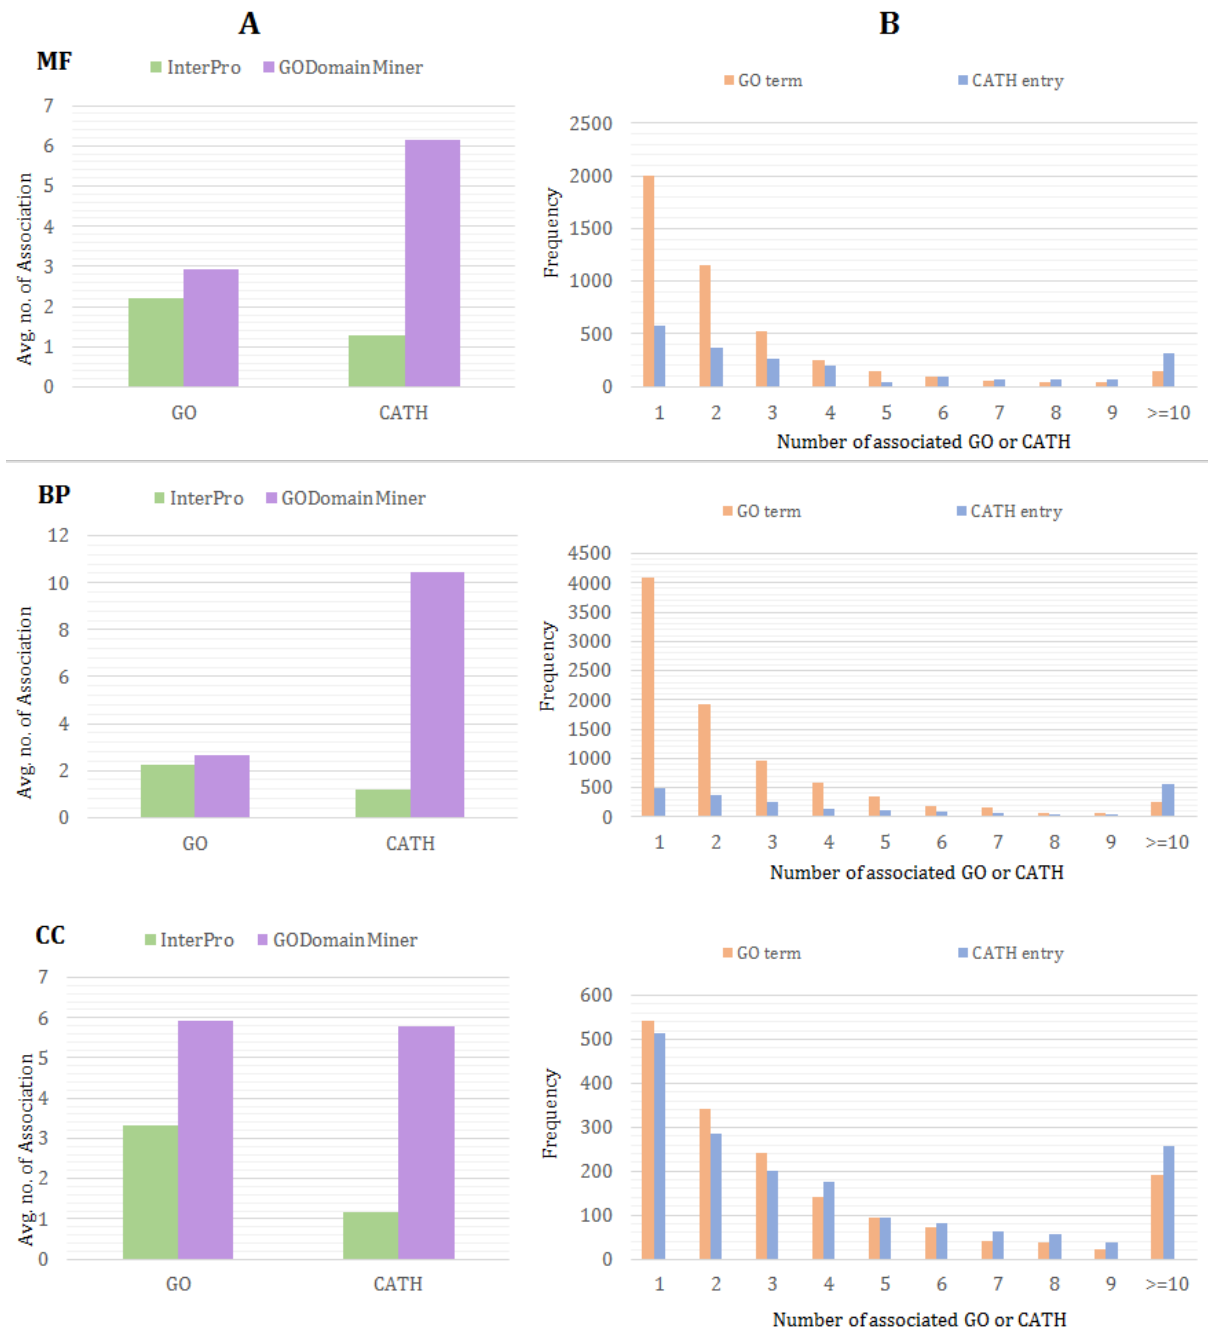 A
B
MF
InterPro GODomainMiner
GO term CATH entry
Avg. no. of Association
7
6
5
4
3
2
1
0
GO CATH
Frequency
2500
2000
1500
1000
500
0
1 2 3 4 5 6 7 8 9 >=10
Number of associated GO or CATH
BP
InterPro GODomainMiner
GO term CATH entry
Avg. no. of Association
12
10
8
6
4
2
0
GO CATH
Frequency
4500
4000
3500
3000
2500
2000
1500
1000
500
0
1 2 3 4 5 6 7 8 9 >=10
Number of associated GO or CATH
CC
InterPro GODomainMiner
GO term CATH entry
Avg. no. of Association
7
6
5
4
3
2
1
0
GO CATH
Frequency
600
500
400
300
200
100
0
1 2 3 4 5 6 7 8 9 >=10
Number of associated GO or CATH